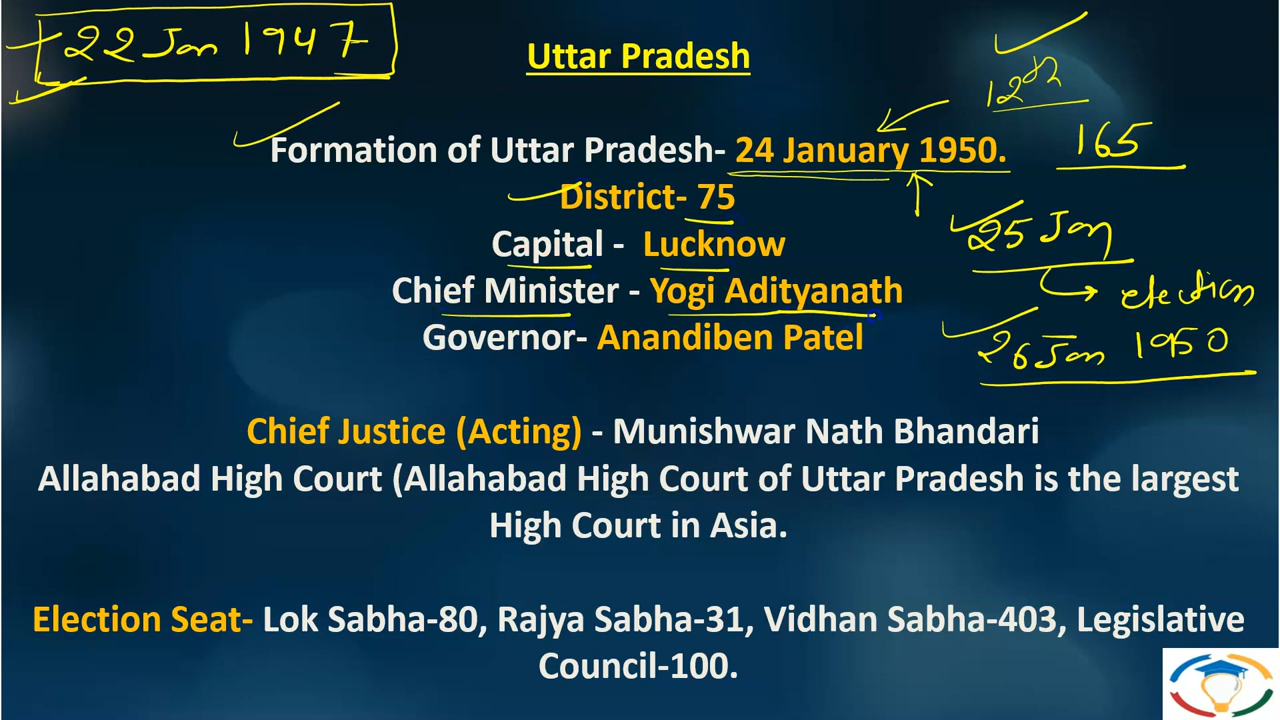 22 Jan 1947
Uttar Pradesh
12th
165
Formation of Uttar Pradesh- 24 January 1950.
District- 75
25 Jan
Capital - Lucknow
election
Chief Minister - Yogi Adityanath
26 Jan 1950
Governor- Anandiben Patel
Chief Justice (Acting) - Munishwar Nath Bhandari
Allahabad High Court (Allahabad High Court of Uttar Pradesh is the largest
High Court in Asia.
Election Seat- Lok Sabha-80, Rajya Sabha-31, Vidhan Sabha-403, Legislative
Council-100.